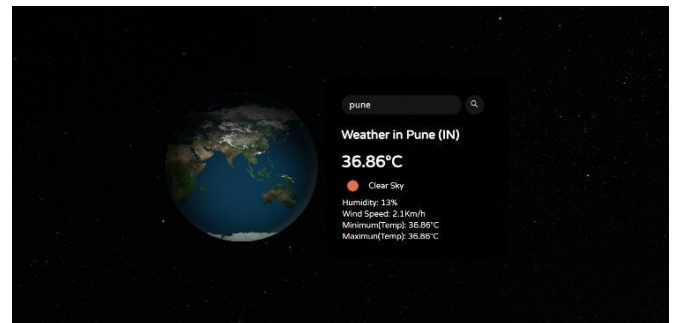 pune
Weather in Pune (IN)
36.86°C
Clear Sky
Humidity: 13%
Wind Speed: 2.1Km/h
Minimum(Temp): 36.86°C
Maximun(Temp): 36.86°C